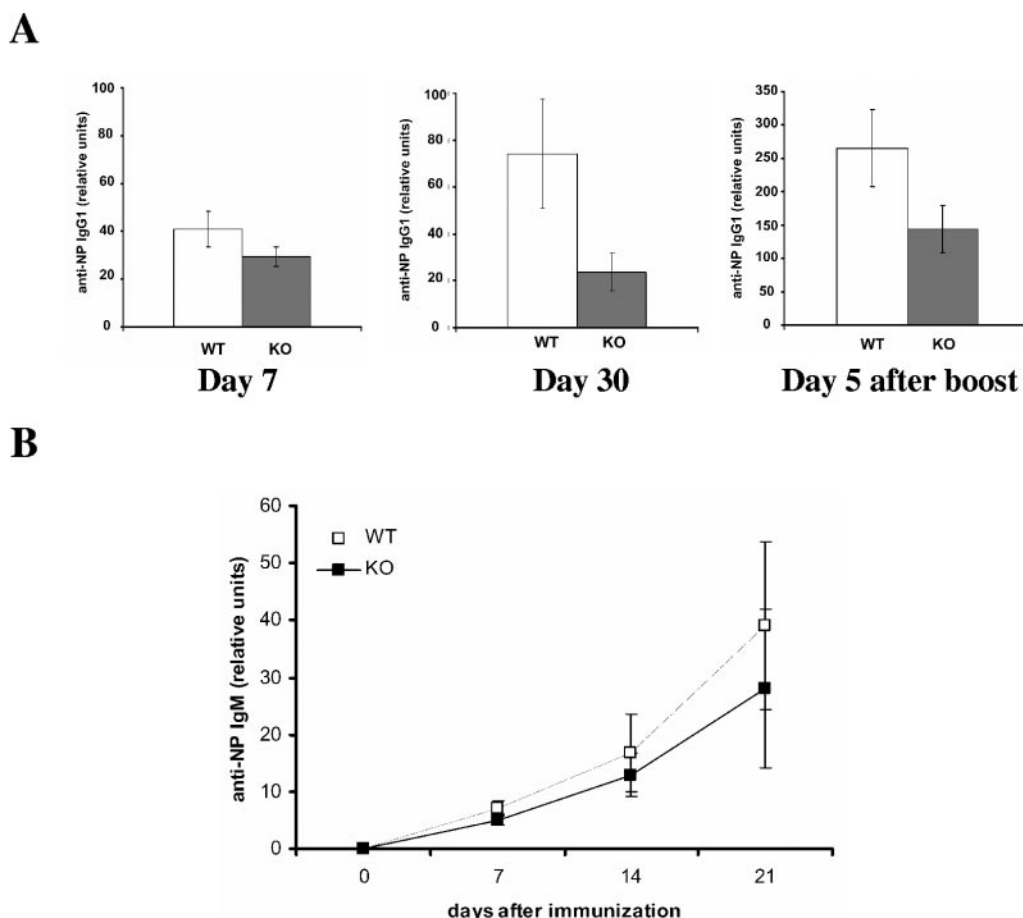 A
anti-NP IgG1 (relative units)
100
80
60
40
20
0
WT KO
Day 7
anti-NP IgG1 (relative units)
100
80
60
40
20
0
WT KO
Day 30
anti-NP IgG1 (relative units)
350
300
250
200
150
100
50
0
WT KO
Day 5 after boost
B
anti-NP IgM (relative units)
60
50
40
30
20
10
0
WT
KO
0 7 14 21
days after immunization